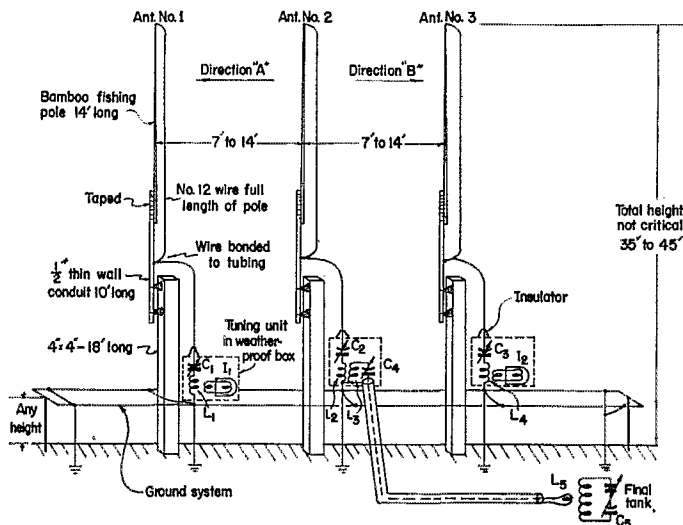 Ant. No. 1
Ant. No. 2
Ant. No. 3
Direction "A"
Direction "B"
Bamboo fishing
pole 14' long
7' to 14'
7' to 14'
Taped
No. 12 wire full
length of pole
Total height
not critical
35' to 45'
Wire bonded
to tubing
1/2" thin wall
conduit 10' long
Insulator
Tuning unit
in weather-
proof box
4"x 4"- 18' long
C1
I1
L1
C2
C4
L2
L3
C3
I2
L4
Any
height
Ground system
L5
Final
tank
C5